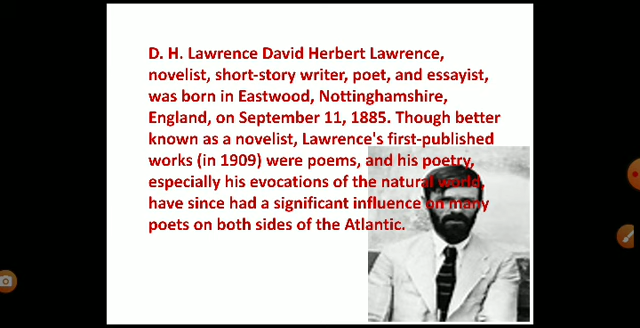 D. H. Lawrence David Herbert Lawrence,
novelist, short-story writer, poet, and essayist,
was born in Eastwood, Nottinghamshire,
England, on September 11, 1885. Though better
known as a novelist, Lawrence's first-published
works (in 1909) were poems, and his poetry,
especially his evocations of the natural world,
have since had a significant influence on many
poets on both sides of the Atlantic.